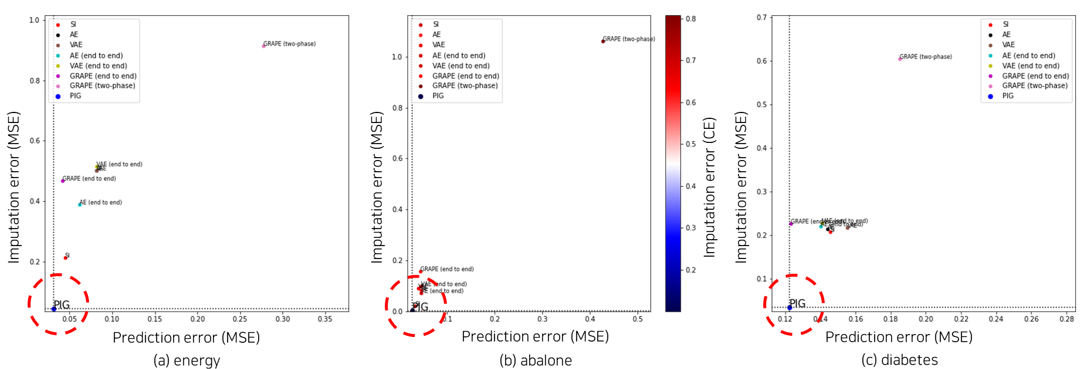 1.0
0.8
0.6
0.4
0.2
SI
AE
VAE
AE (end to end)
VAE (end to end)
GRAPE (end to end)
GRAPE (two-phase)
PIG
GRAPE (two-phase)
VAE (end to end)
GRAPE (end to end)
AE (end to end)
SI
PIG
0.05 0.10 0.15 0.20 0.25 0.30 0.35
Imputation error (MSE)
Prediction error (MSE)
(a) energy
1.0
0.8
0.6
0.4
0.2
0.0
SI
AE
VAE
AE (end to end)
VAE (end to end)
GRAPE (end to end)
GRAPE (two-phase)
PIG
GRAPE (two-phase)
GRAPE (end to end)
VAE (end to end)
AE (end to end)
PIG
0.2 0.3 0.4 0.5
Imputation error (MSE)
Prediction error (MSE)
(b) abalone
0.8
0.7
0.6
0.5
0.4
0.3
0.2
Imputation error (CE)
0.7
0.6
0.5
0.4
0.3
0.2
0.1
SI
AE
VAE
AE (end to end)
VAE (end to end)
GRAPE (end to end)
GRAPE (two-phase)
PIG
GRAPE (two-phase)
PIG
0.12 0.14 0.16 0.18 0.20 0.22 0.24 0.26 0.28
Imputation error (MSE)
Prediction error (MSE)
(c) diabetes